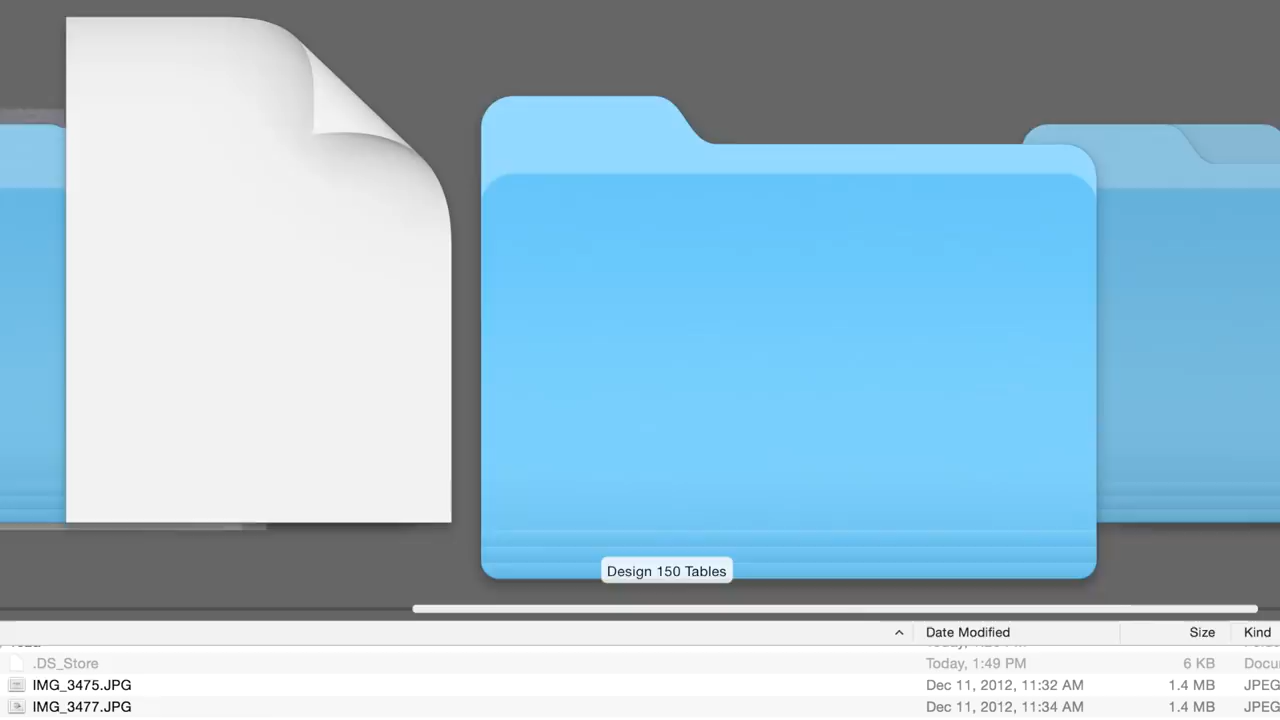 Design 150 Tables
Date Modified Size Kind
.DS_Store Today, 1:49 PM 6 KB Docu
IMG_3475.JPG Dec 11, 2012, 11:32 AM 1.4 MB JPEG
IMG_3477.JPG Dec 11, 2012, 11:34 AM 1.4 MB JPEG